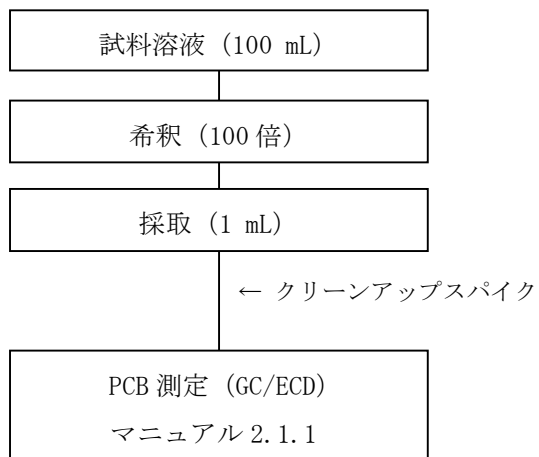 試料溶液 (100 mL)
希釈 (100 倍)
採取 (1 mL)
← クリーンアップスパイク
PCB 測定 (GC/ECD)
マニュアル 2.1.1